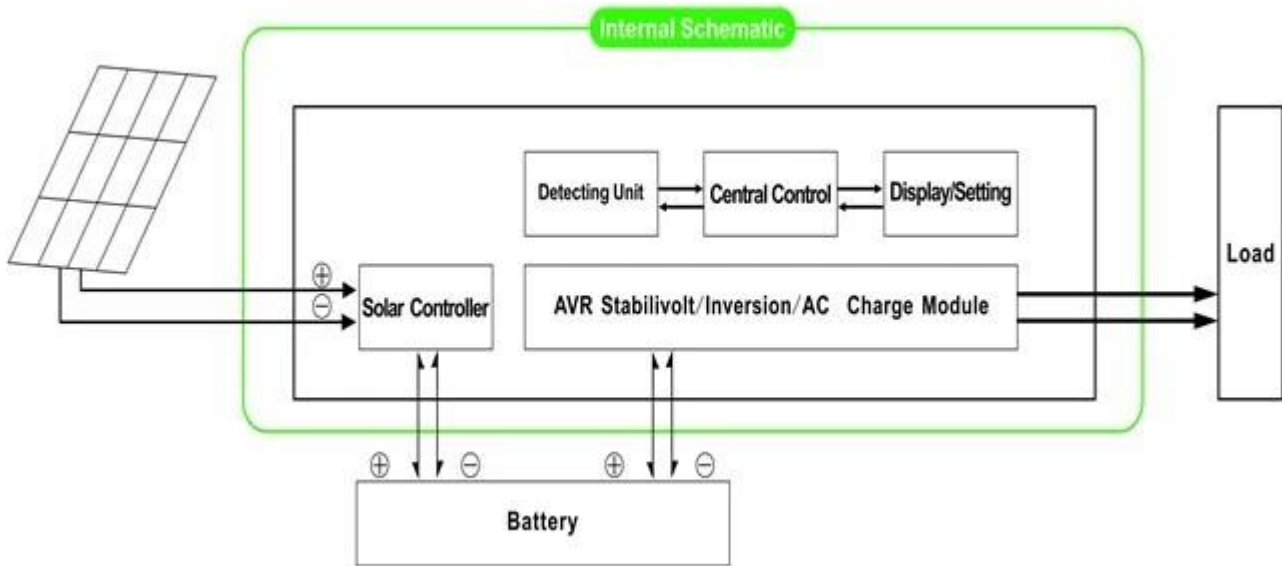 Internal Schematic
Detecting Unit
Central Control
Display/Setting
Load
⊕
⊖
Solar Controller
AVR Stabilivolt/Inversion/AC Charge Module
⊕
⊖
⊕
⊖
Battery